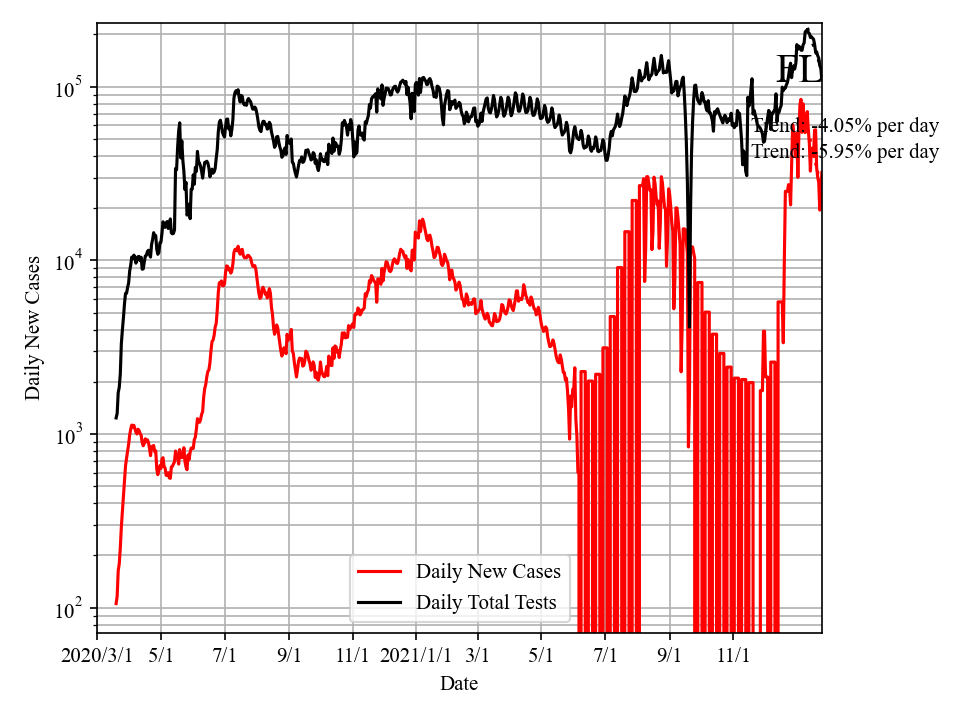 FL
Trend: -4.05% per day
Trend: -5.95% per day
10^5
10^4
10^3
10^2
Daily New Cases
Daily New Cases
Daily Total Tests
2020/3/1 5/1 7/1 9/1 11/1 2021/1/1 3/1 5/1 7/1 9/1 11/1
Date